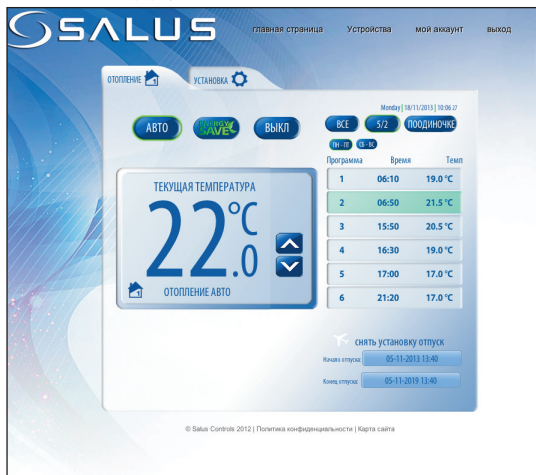 SALUS
главная страница Устройства мой аккаунт выход
ОТОПЛЕНИЕ 1 УСТАНОВКА
Monday | 18/11/2013 | 10:06 27
АВТО ENERGY SAVE ВЫКЛ
ВСЕ 5/2 ПООДИНОЧКЕ
ПН - ПТ СБ - ВС
Программа Время Темп
1 06:10 19.0 °C
2 06:50 21.5 °C
3 15:50 20.5 °C
4 16:30 19.0 °C
5 17:00 17.0 °C
6 21:20 17.0 °C
ТЕКУЩАЯ ТЕМПЕРАТУРА
22.0 °C
1 ОТОПЛЕНИЕ АВТО
СНЯТЬ УСТАНОВКУ ОТПУСК
Начало отпуска: 05-11-2013 13:40
Конец отпуска: 05-11-2019 13:40
© Salus Controls 2012 | Политика конфиденциальности | Карта сайта